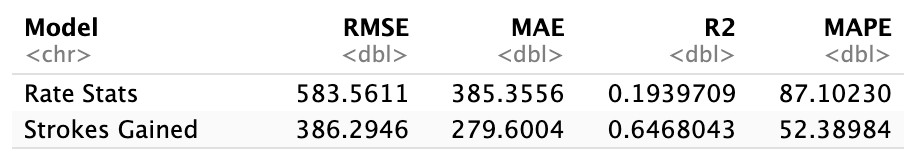 Model RMSE MAE R2 MAPE
<chr> <dbl> <dbl> <dbl> <dbl>
Rate Stats 583.5611 385.3556 0.1939709 87.10230
Strokes Gained 386.2946 279.6004 0.6468043 52.38984